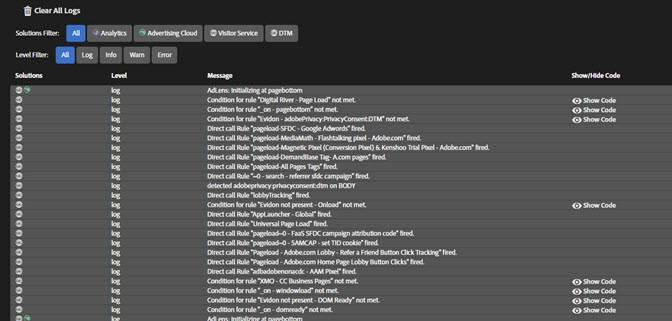 Clear All Logs
Solutions Filter: All Analytics Advertising Cloud Visitor Service DTM
Level Filter: All Log Info Warn Error
Solutions Level Message Show/Hide Code
log AdLens: Initializing at pagebottom
log Condition for rule "Digital River - Page Load" not met. Show Code
log Condition for rule "_on - pagebottom" not met. Show Code
log Condition for rule "Evidon - adobePrivacy:PrivacyConsent:DTM" not met. Show Code
log Direct call Rule "pageload-SFDC - Google Adwords" fired.
log Direct call Rule "pageload-MediaMath - Flashtalking pixel - Adobe.com" fired.
log Direct call Rule "pageload-Magnetic Pixel (Conversion Pixel) & Kenshoo Trial Pixel - Adobe.com" fired.
log Direct call Rule "pageload-DemandBase Tag- A.com pages" fired.
log Direct call Rule "pageload-All Pages Tags" fired.
log Direct call Rule "~0 - search - referrer sfdc campaign" fired.
log detected adobeprivacy:privacyconsent:dtm on BODY
log Direct call Rule "lobbyTracking" fired.
log Condition for rule "Evidon not present - Onload" not met. Show Code
log Direct call Rule "AppLauncher - Global" fired.
log Direct call Rule "Universal Page Load" fired.
log Direct call Rule "pageload~0 - FaaS SFDC campaign attribution code" fired.
log Direct call Rule "pageload~0 - SAMCAP - set TID cookie" fired.
log Direct call Rule "Pageload - Adobe.com Lobby - Refer a Friend Button Click Tracking" fired.
log Direct call Rule "Pageload - Adobe.com Home Page Lobby Button Clicks" fired.
log Direct call Rule "adbadobenonacdc - AAM Pixel" fired.
log Condition for rule "XMO - CC Business Pages" not met. Show Code
log Condition for rule "_on - windowload" not met. Show Code
log Condition for rule "Evidon not present - DOM Ready" not met. Show Code
log Condition for rule "_on - domready" not met. Show Code
log AdLens: Initializing at pagebottom